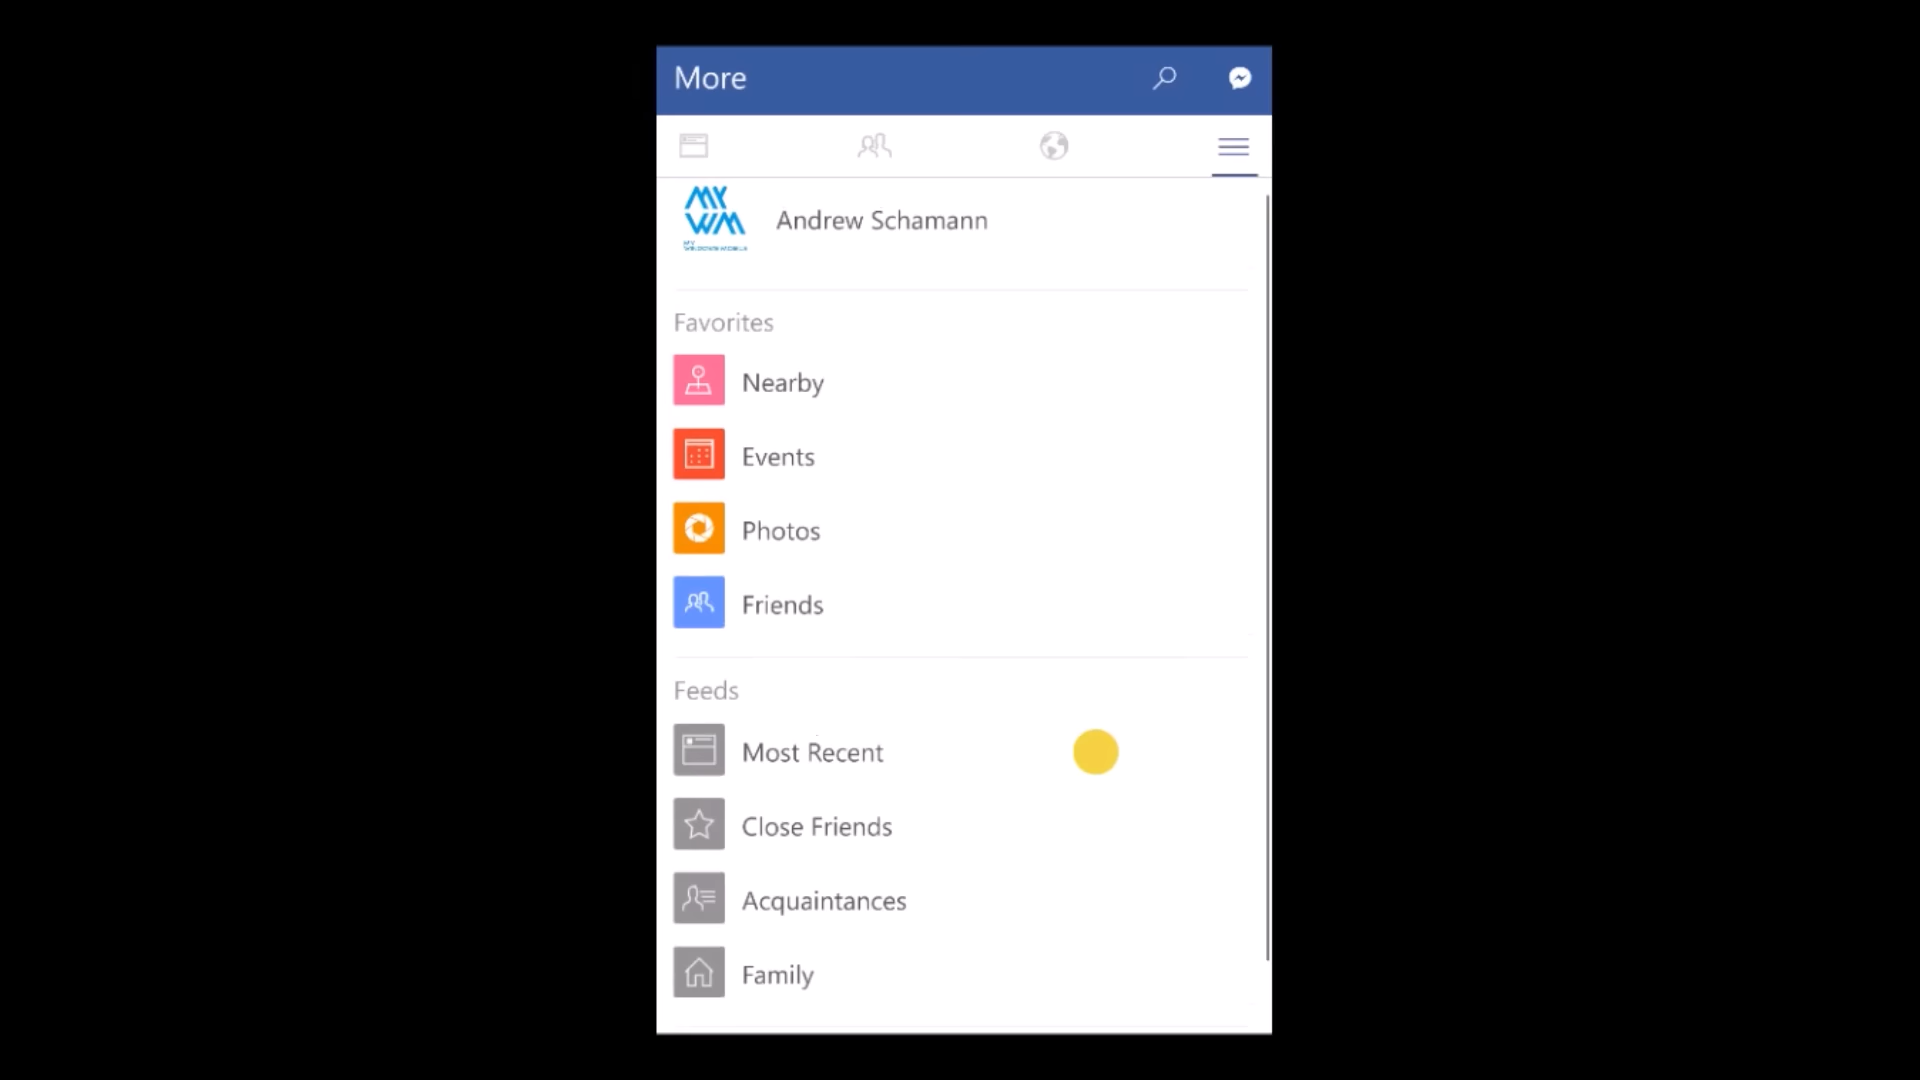 More
MY
WM
Andrew Schamann
Favorites
Nearby
Events
Photos
Friends
Feeds
Most Recent
Close Friends
Acquaintances
Family